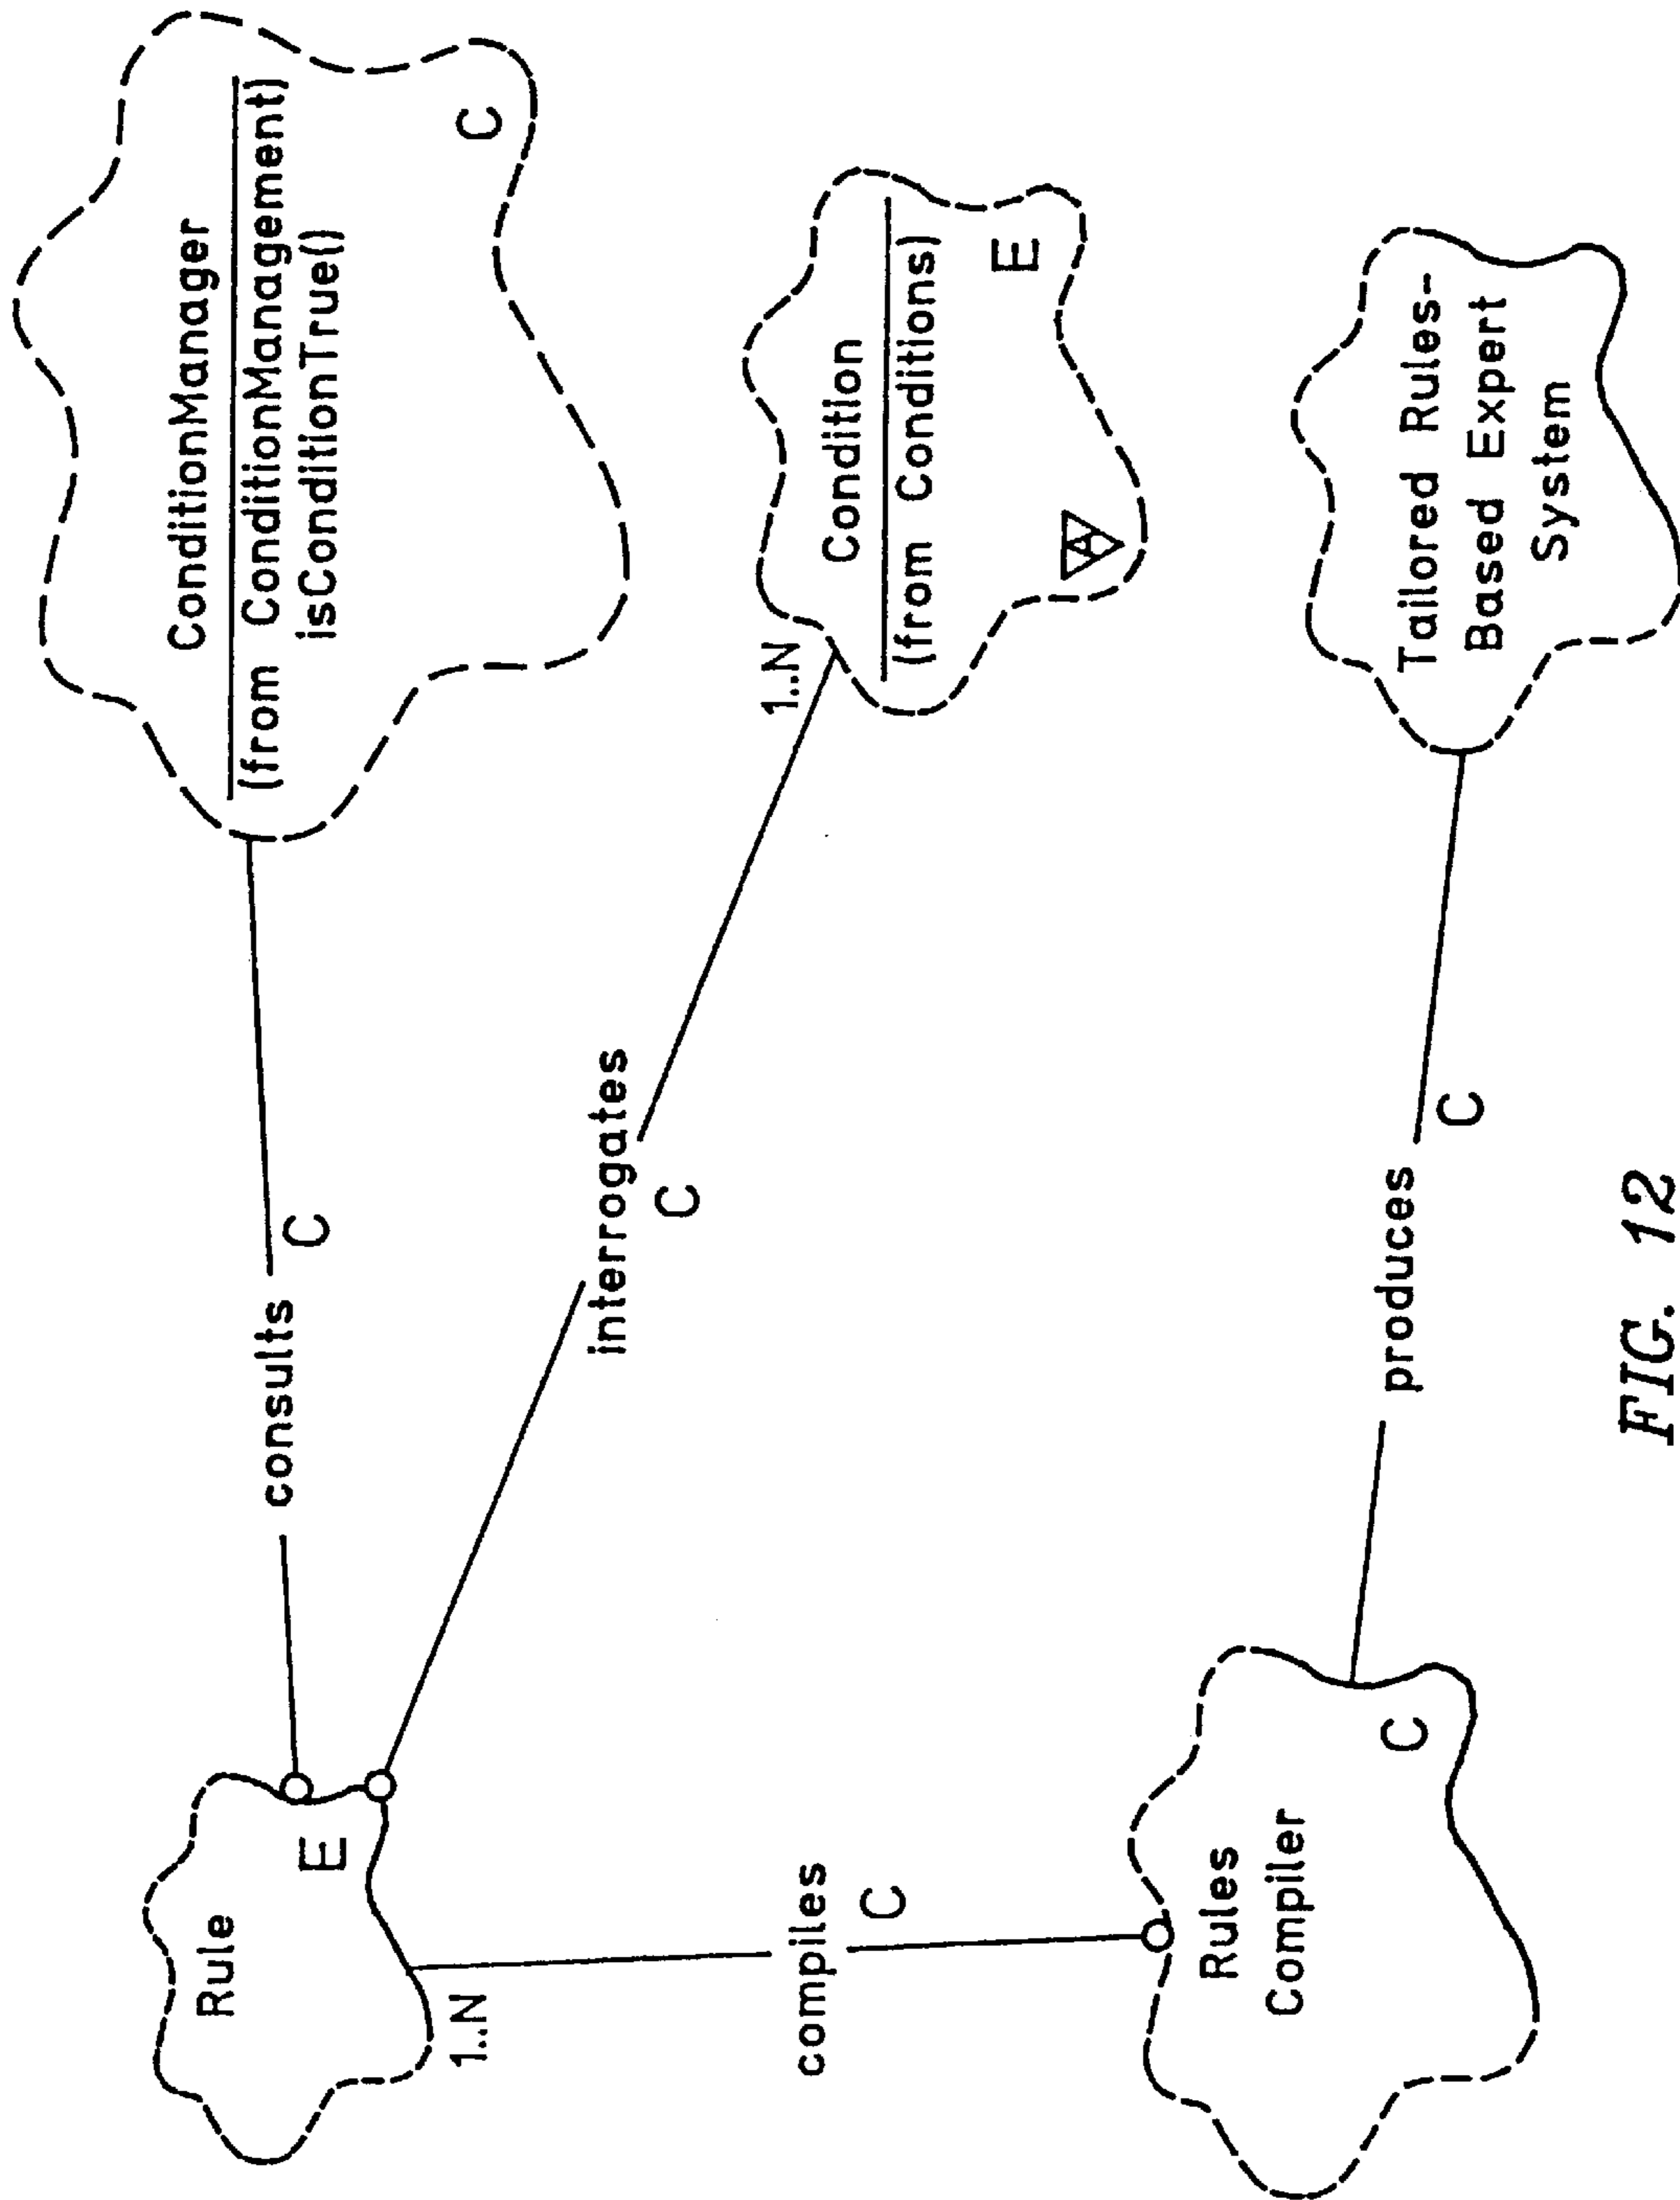 Rule
E
1..N
consults
C
ConditionManager
(from ConditionManagement)
isConditionTrue()
C
interrogates
C
1..N
Condition
(from Conditions)
E
A
compiles
C
Rules
Compiler
C
produces
C
Tailored Rules-
Based Expert
System
FIG. 12